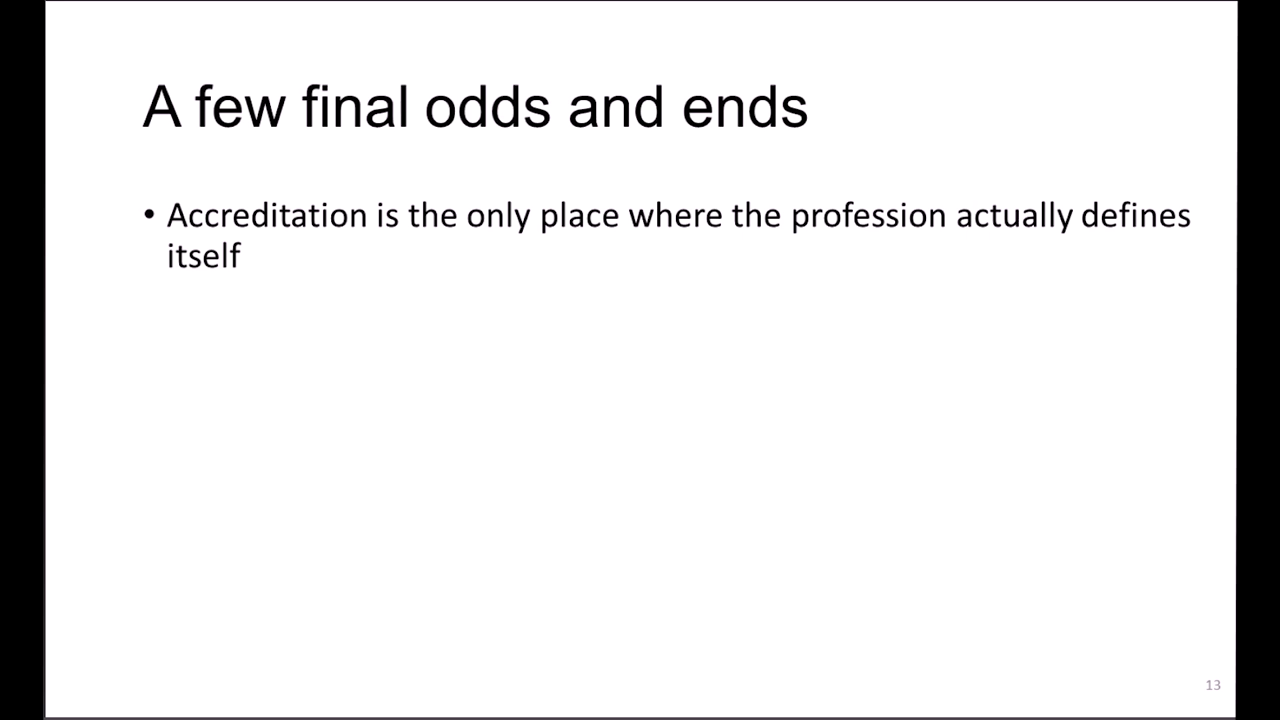 A few final odds and ends
• Accreditation is the only place where the profession actually defines
itself
13